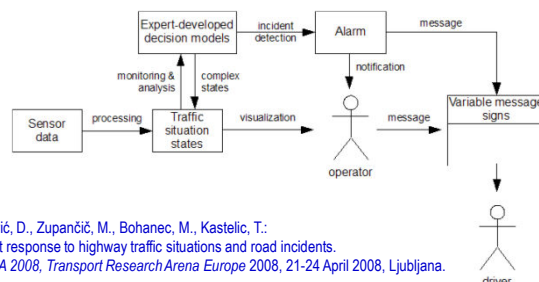 Expert-developed
decision models
incident
detection
Alarm
message
monitoring &
analysis
complex
states
notification
Sensor
data
processing
Traffic
situation
states
visualization
operator
message
Variable message
signs
driver
D., Zupančič, M., Bohanec, M., Kastelic, T.:
response to highway traffic situations and road incidents.
2008, Transport Research Arena Europe 2008, 21-24 April 2008, Ljubljana.